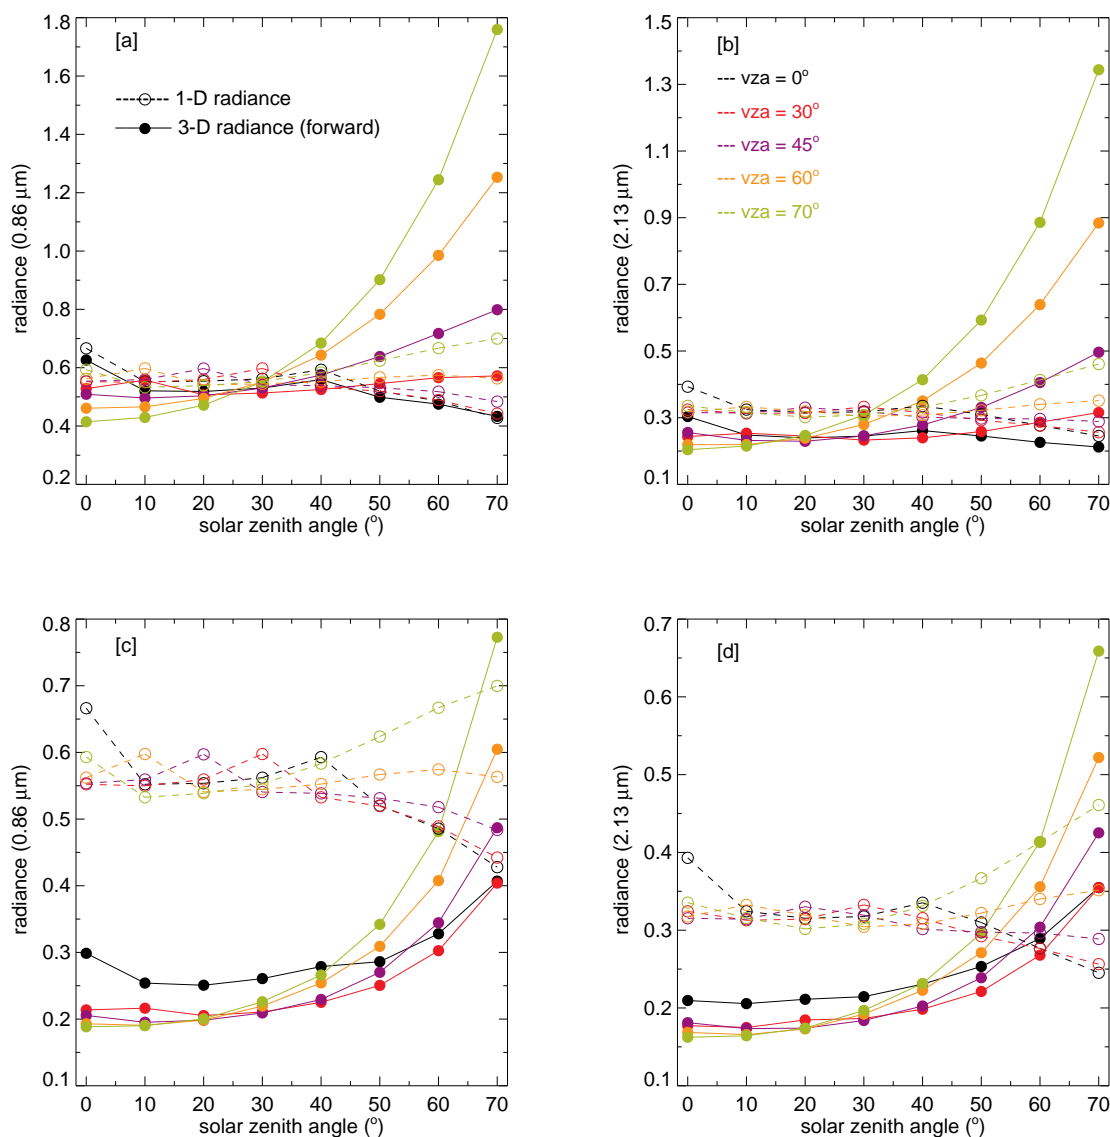 [a]
1-D radiance
3-D radiance (forward)
radiance (0.86 µm)
1.8
1.6
1.4
1.2
1.0
0.8
0.6
0.4
0.2
0 10 20 30 40 50 60 70
solar zenith angle (º)
[b]
vza = 0º
vza = 30º
vza = 45º
vza = 60º
vza = 70º
radiance (2.13 µm)
1.5
1.3
1.1
0.9
0.7
0.5
0.3
0.1
0 10 20 30 40 50 60 70
solar zenith angle (º)
[c]
radiance (0.86 µm)
0.8
0.7
0.6
0.5
0.4
0.3
0.2
0.1
0 10 20 30 40 50 60 70
solar zenith angle (º)
[d]
radiance (2.13 µm)
0.7
0.6
0.5
0.4
0.3
0.2
0.1
0 10 20 30 40 50 60 70
solar zenith angle (º)